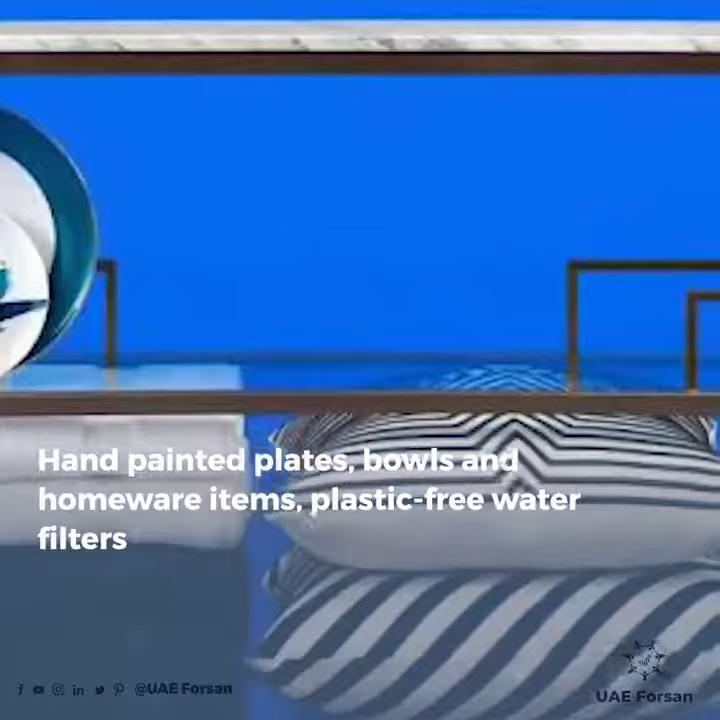 Hand painted plates, bowls and
homeware items, plastic-free water
filters
@UAE Forsan
UAE Forsan